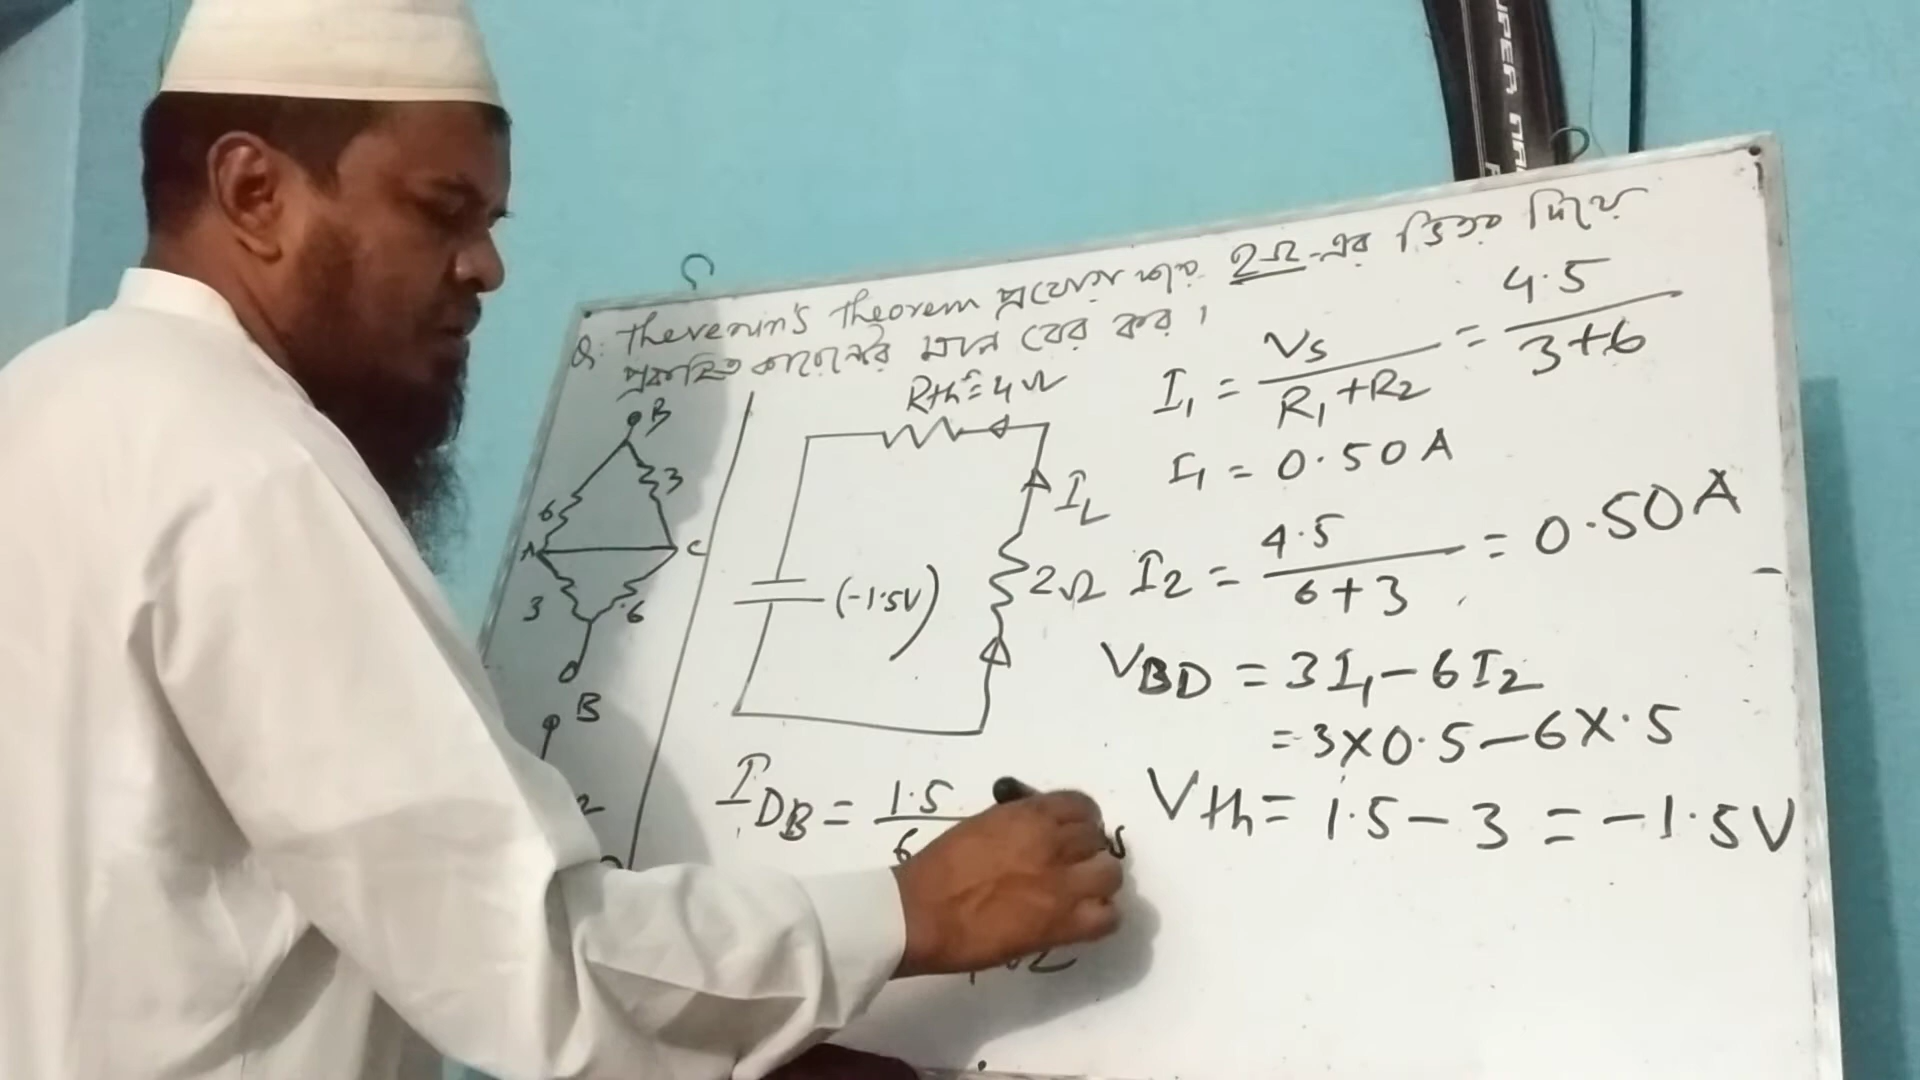 Q: Thevenin's Theorem প্রয়োগ করে 2Ω-এর ভিতর দিয়ে
প্রবাহিত কারেন্টের মান বের কর।
B
6
3
A
C
3
6
B
2
Rth = 4Ω
I_L
(-1.5V)
2Ω
I_DB = 1.5
6
I₁ = Vs / (R₁+R₂) = 4.5 / (3+6)
I₁ = 0.50A
I₂ = 4.5 / (6+3) = 0.50A
V_BD = 3I₁ - 6I₂
= 3×0.5 - 6×.5
Vth = 1.5 - 3 = -1.5V